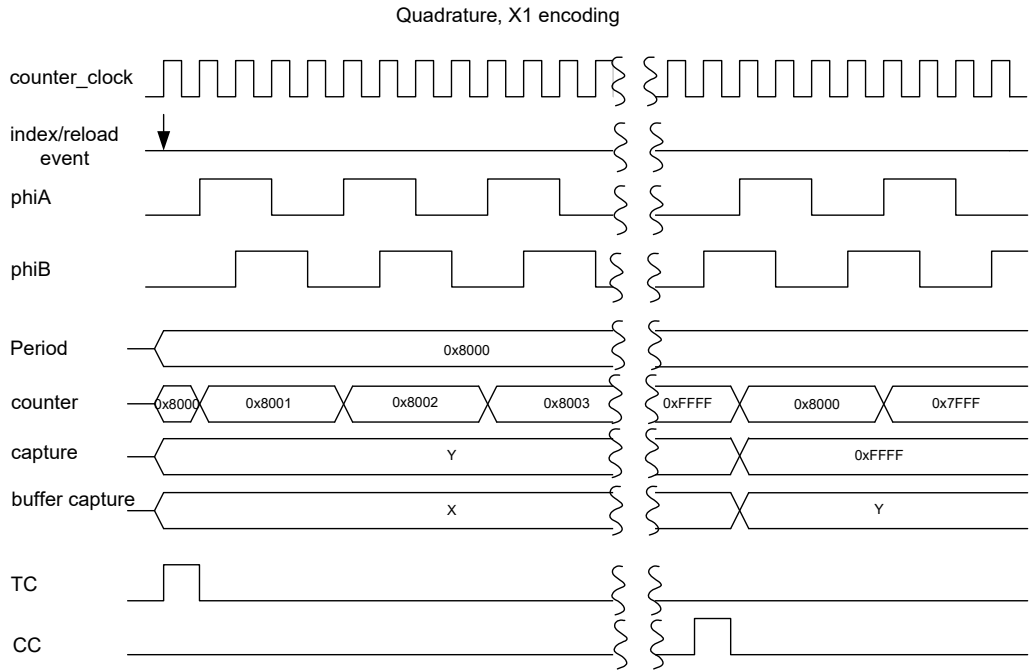 Quadrature, X1 encoding
counter_clock
index/reload
event
phiA
phiB
Period
0x8000
counter
0x8000
0x8001
0x8002
0x8003
0xFFFF
0x8000
0x7FFF
capture
Y
0xFFFF
buffer capture
X
Y
TC
CC